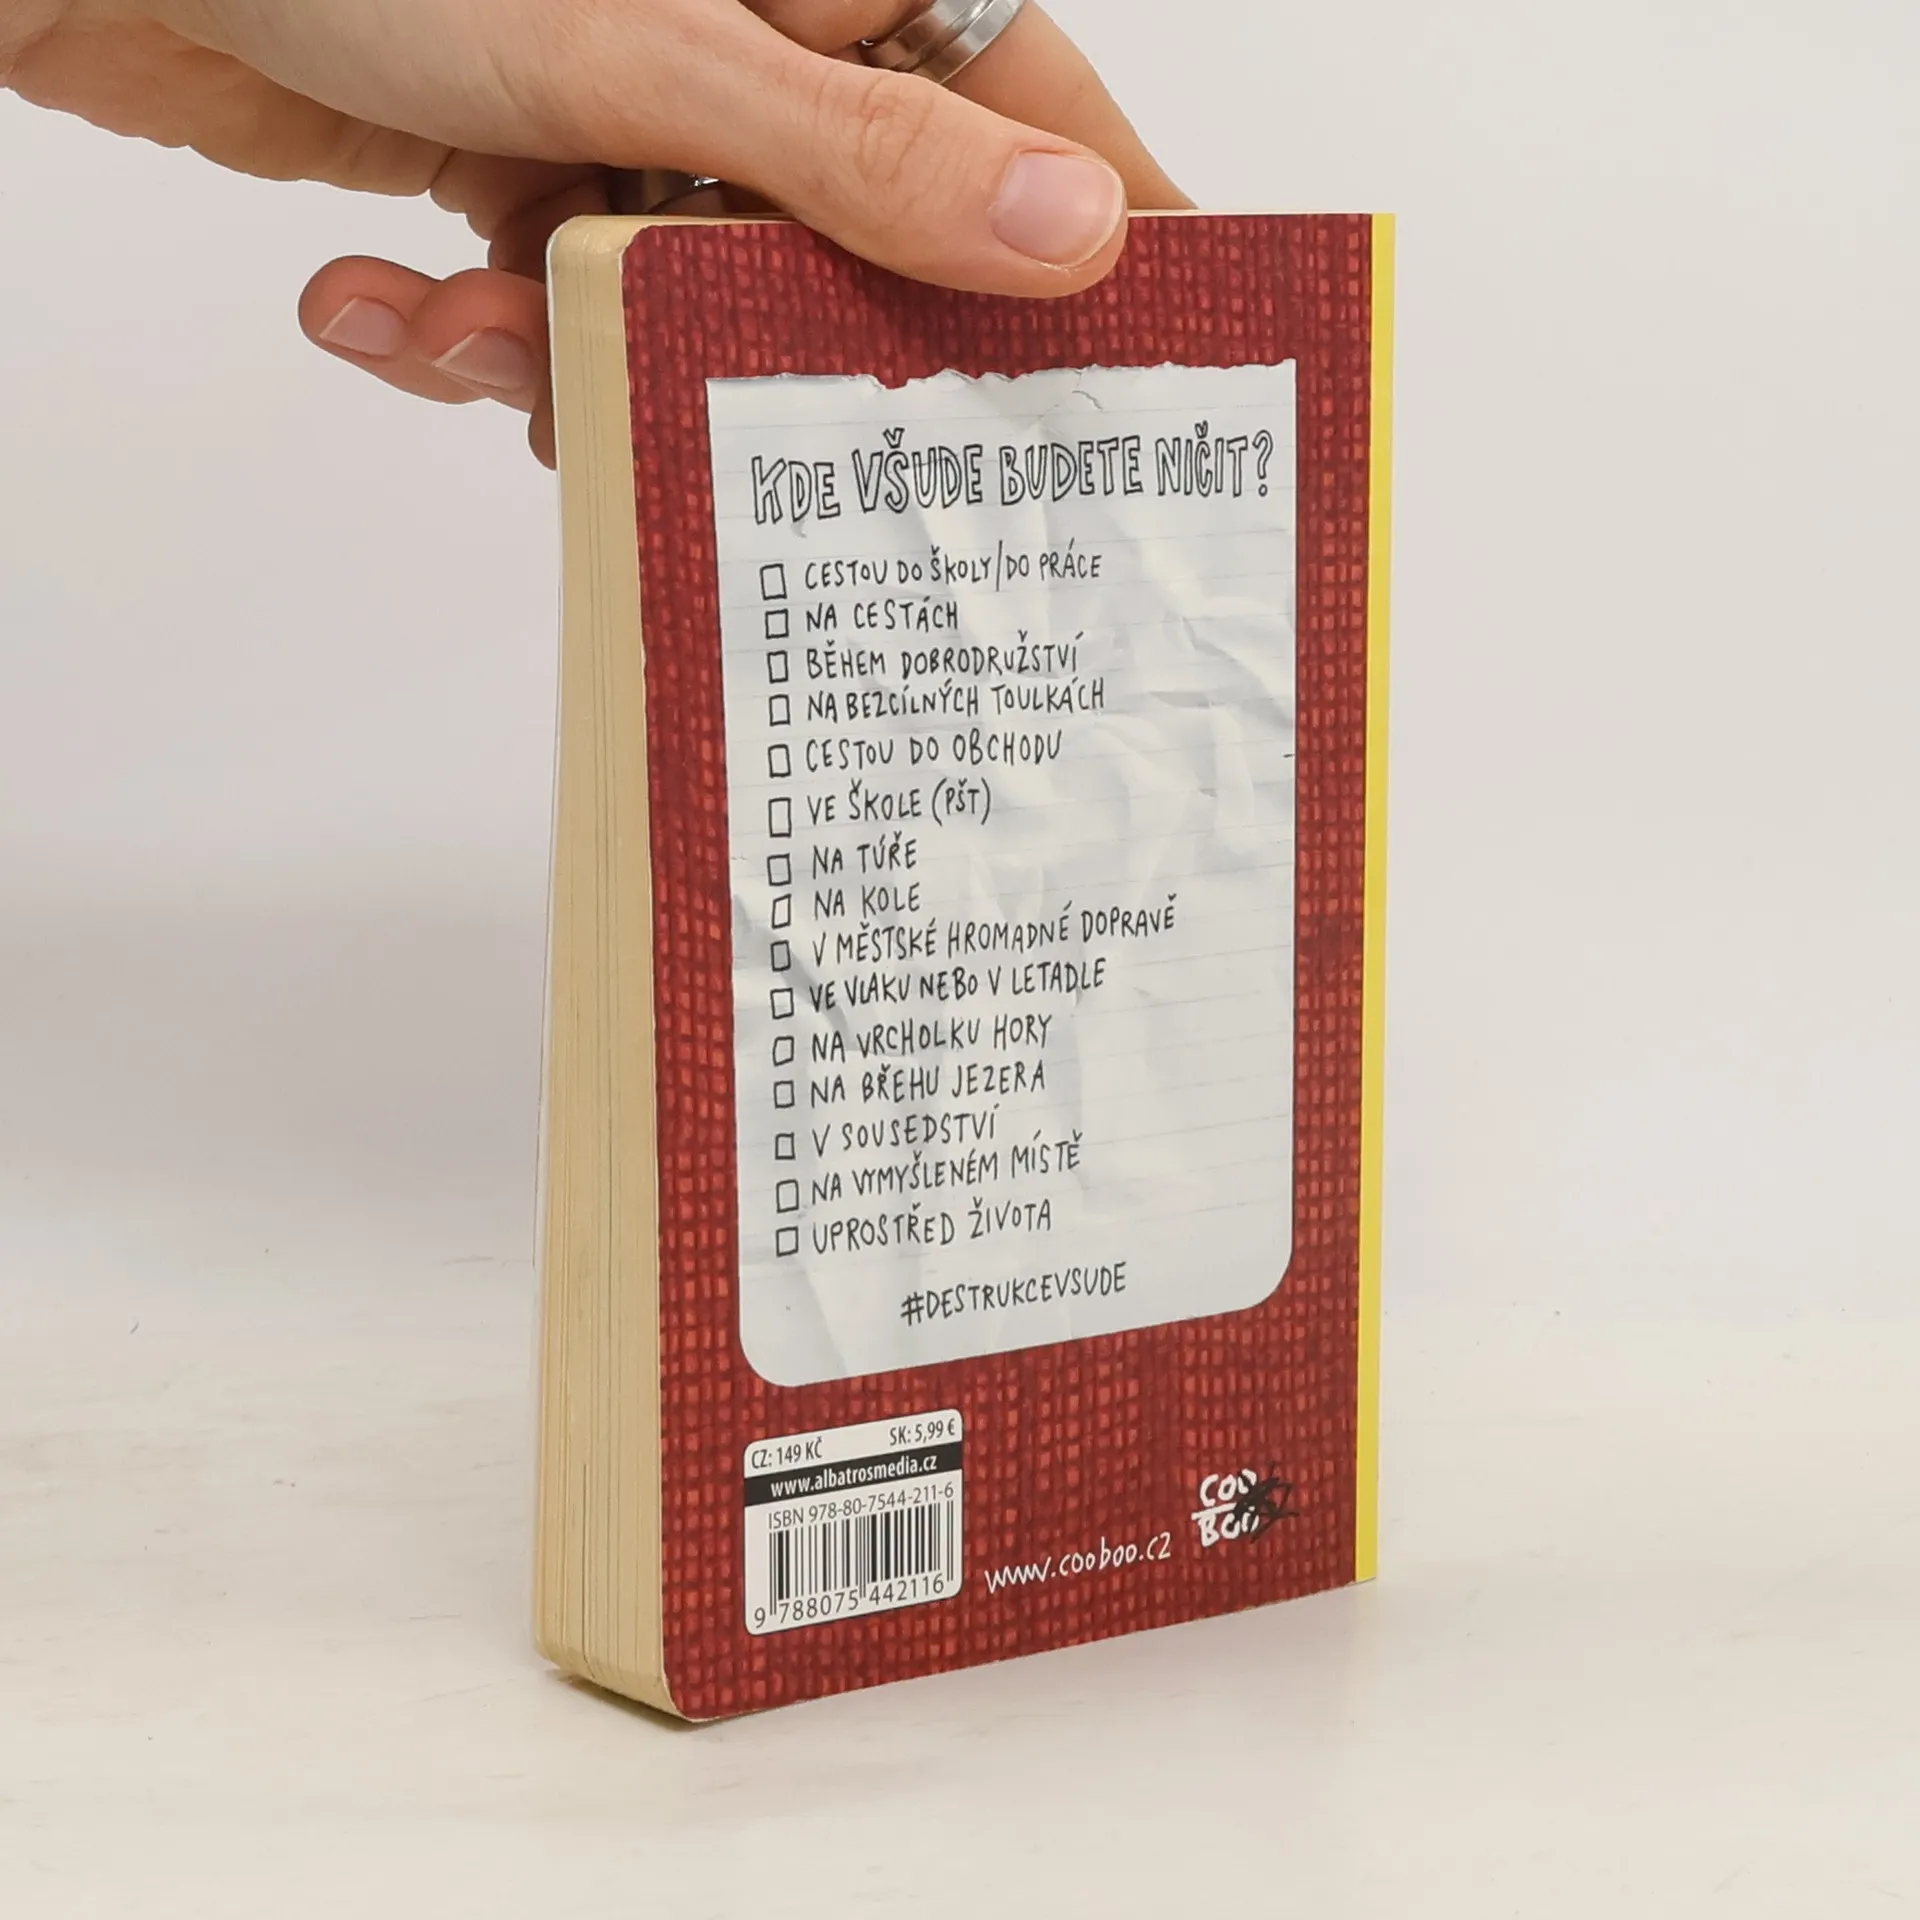 KDE VŠUDE BUDETE NIČIT?
CESTOU DO ŠKOLY/DO PRÁCE
NA CESTÁCH
BĚHEM DOBRODRUŽSTVÍ
NA BEZCÍLNÝCH TOULKÁCH
CESTOU DO OBCHODU
VE ŠKOLE (PŠT)
NA TÚŘE
NA KOLE
V MĚSTSKÉ HROMADNÉ DOPRAVĚ
VE VLAKU NEBO V LETADLE
NA VRCHOLKU HORY
NA BŘEHU JEZERA
V SOUSEDSTVÍ
NA VYMYŠLENÉM MÍSTĚ
UPROSTŘED ŽIVOTA
#DESTRUKCEVSUDE
CZ: 149 KČ SK: 5,99 €
www.albatrosmedia.cz
ISBN 978-80-7544-211-6
9 788075 442116
www.cooboo.cz
COO
BOO